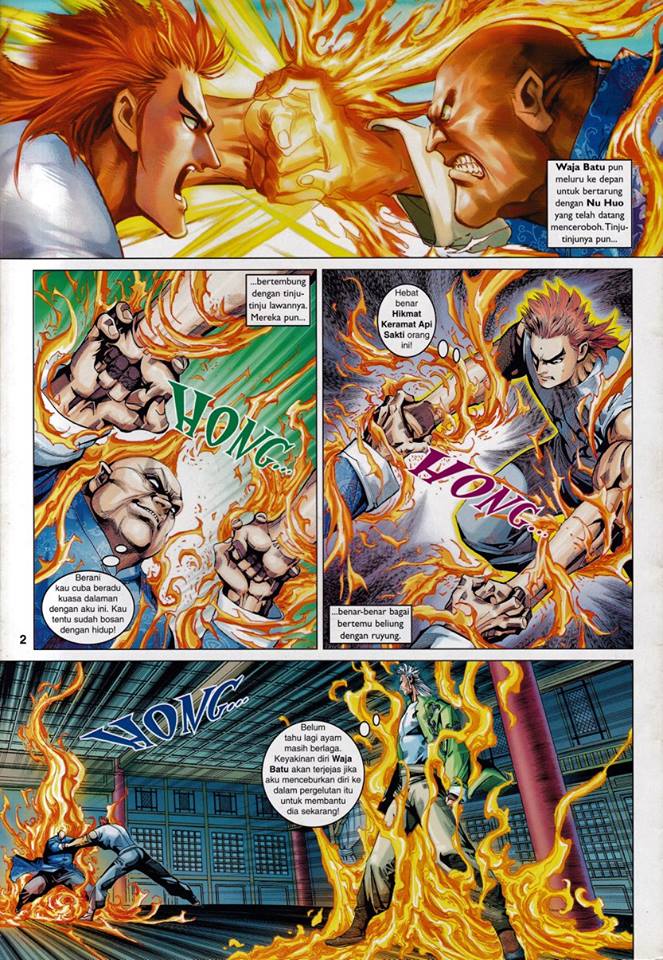 Waja Batu pun
meluru ke depan
untuk bertarung
dengan Nu Huo
yang telah datang
menceroboh. Tinju-
tinjunya pun...
...bertembung
dengan tinju-
tinju lawannya.
Mereka pun...
HONG...
Berani
kau cuba beradu
kuasa dalaman
dengan aku ini. Kau
tentu sudah bosan
dengan hidup!
Hebat
benar
Hikmat
Keramat Api
Sakti orang
ini!
HONG...
...benar-benar bagai
bertemu beliung
dengan ruyung.
2
HONG...
Belum
tahu lagi ayam
masih berlaga.
Keyakinan diri Waja
Batu akan terjejas jika
aku menceburkan diri ke
dalam pergelutan itu
untuk membantu
dia sekarang!